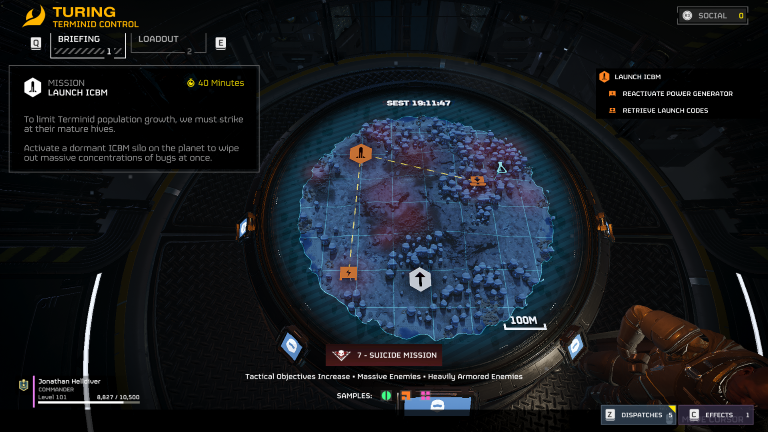 TURING
TERMINID CONTROL
SOCIAL 0
Q
BRIEFING
1
LOADOUT
2
E
MISSION
LAUNCH ICBM
40 Minutes
To limit Terminid population growth, we must strike
at their mature hives.
Activate a dormant ICBM silo on the planet to wipe
out massive concentrations of bugs at once.
LAUNCH ICBM
REACTIVATE POWER GENERATOR
RETRIEVE LAUNCH CODES
SEST 19:11:47
100M
7 - SUICIDE MISSION
Tactical Objectives Increase • Massive Enemies • Heavily Armored Enemies
SAMPLES:
Jonathan Helldiver
COMMANDER
Level 101
8,827 / 10,500
Z
DISPATCHES
5
C
EFFECTS
1